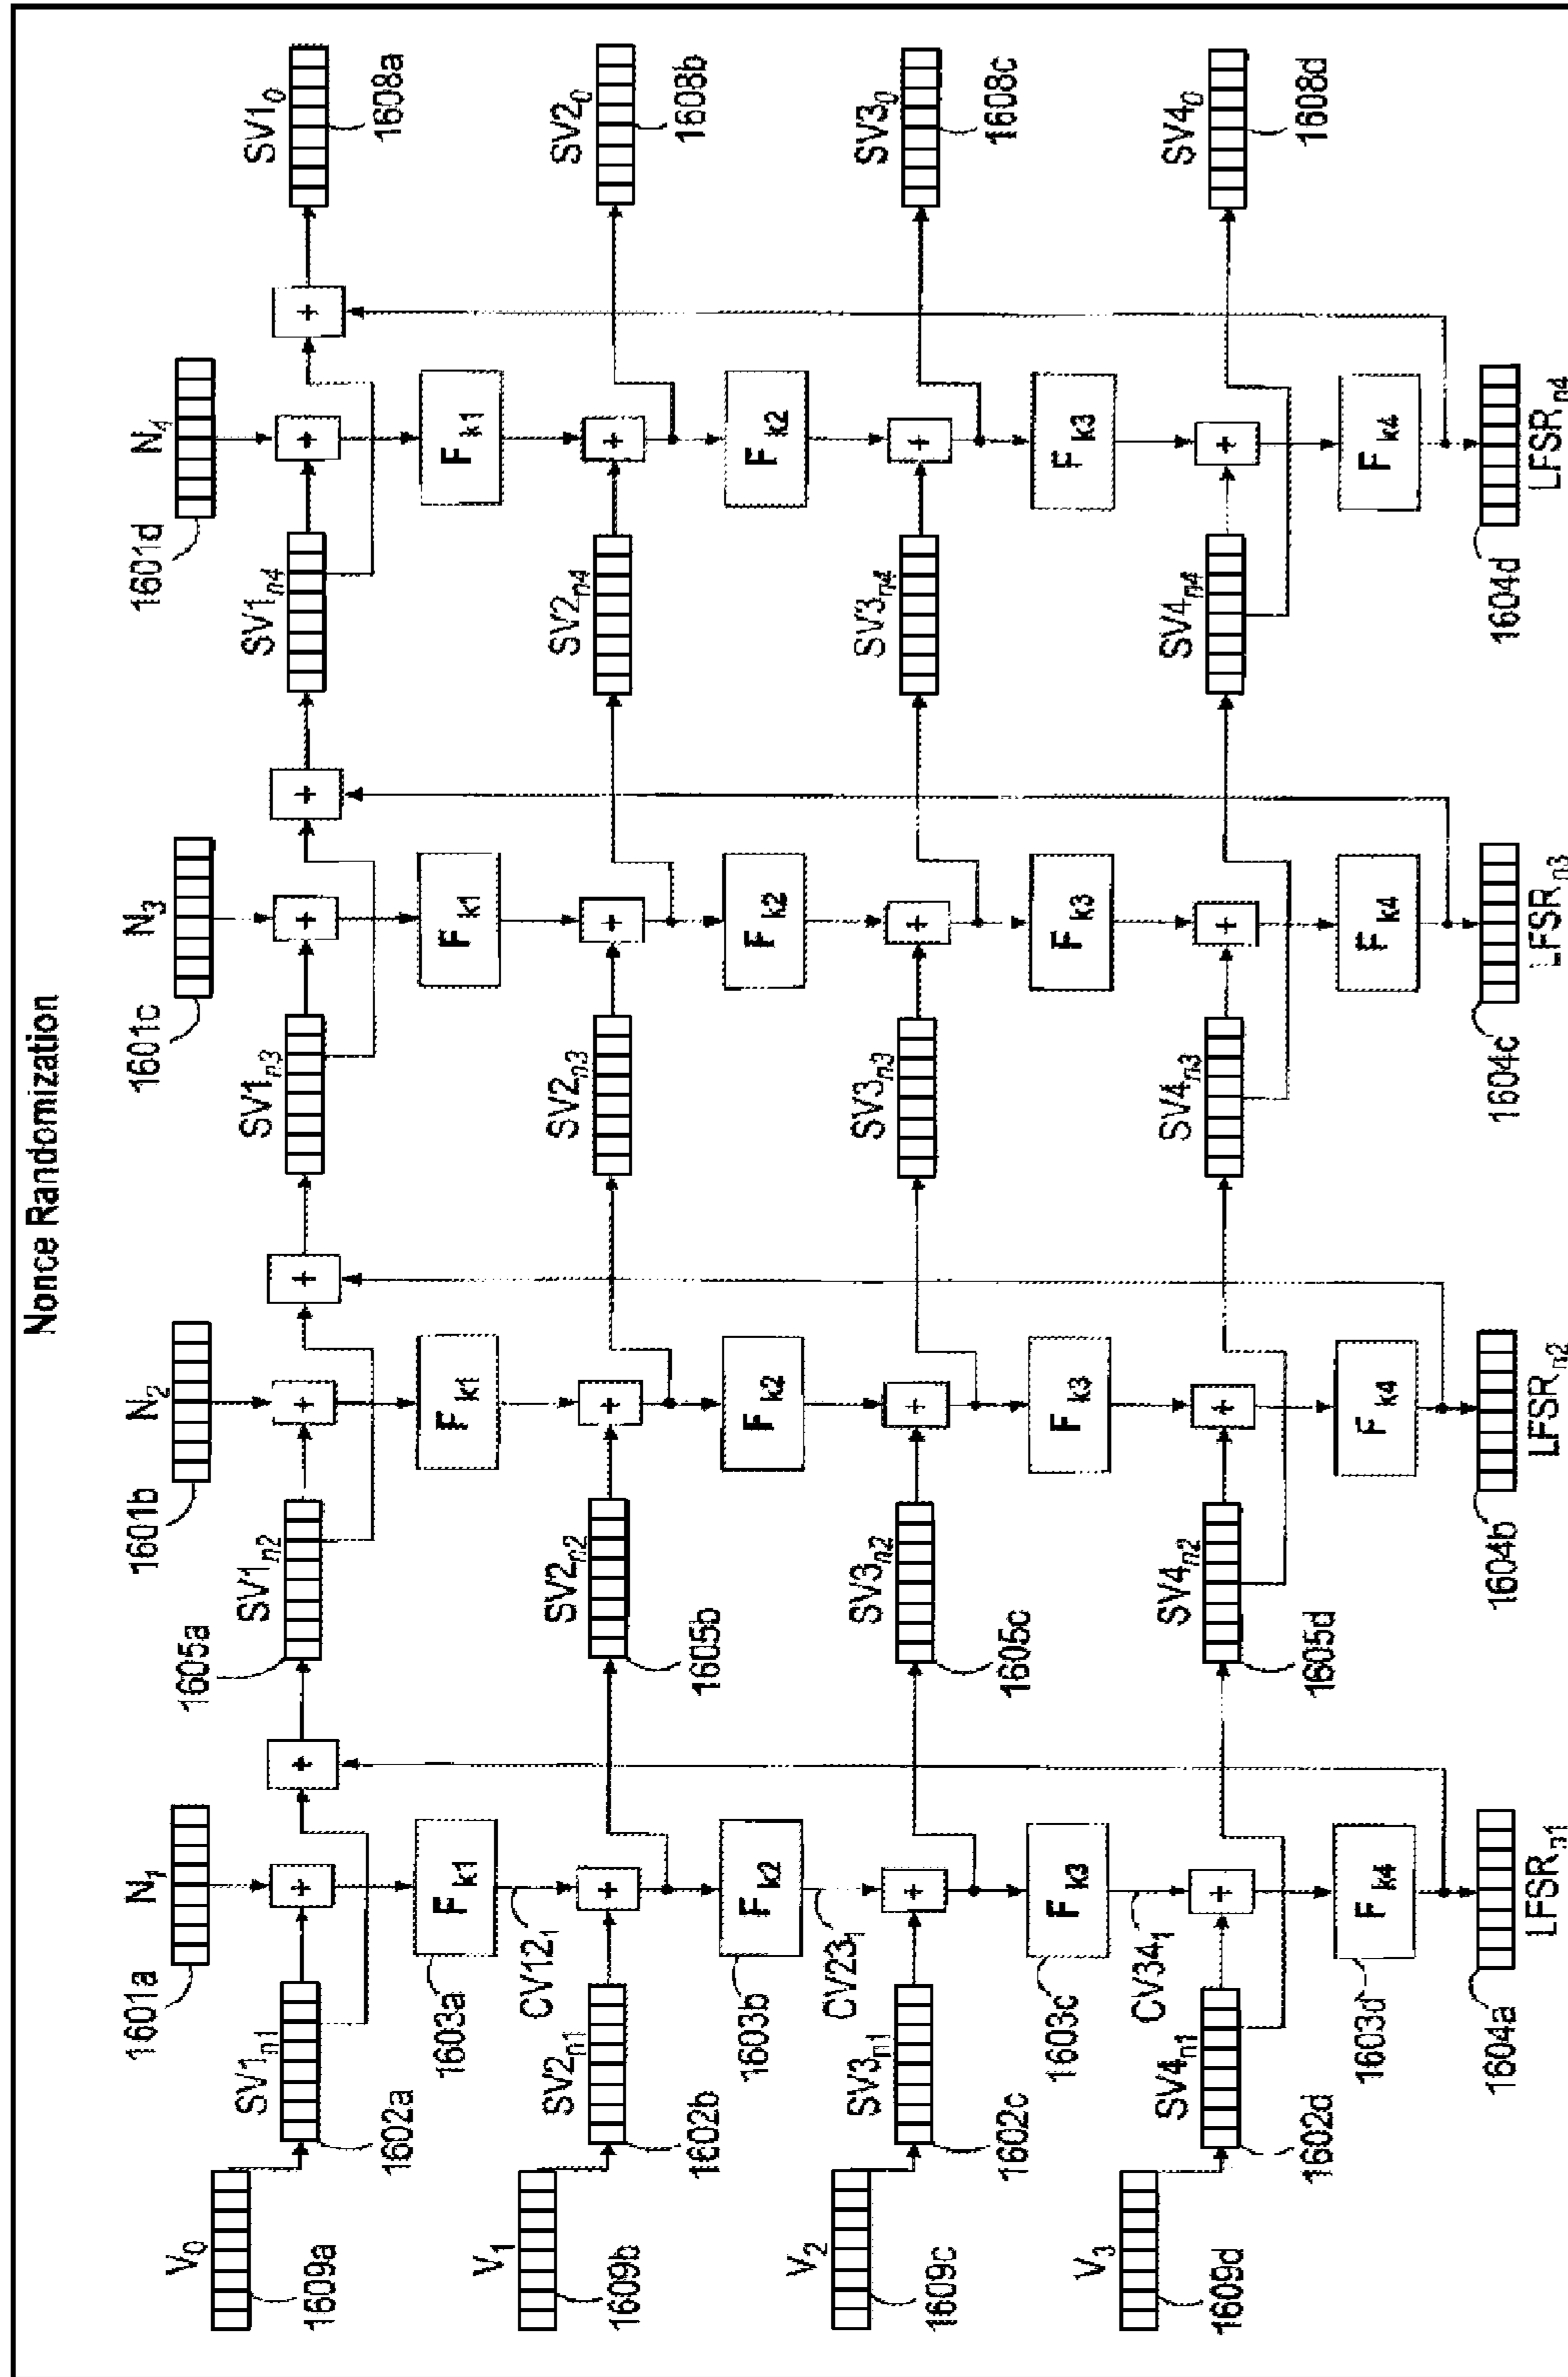 Nonce Randomization
N1 N2 N3 N4
1601a 1601b 1601c 1601d
V0 SV1n1 SV1n2 SV1n3 SV1n4 SV10
+ + + + + + + +
1609a 1602a 1605a 1608a
Fk1 Fk1 Fk1 Fk1
1603a
CV121
V1 SV2n1 SV2n2 SV2n3 SV2n4 SV20
+ + + +
1609b 1602b 1605b 1608b
Fk2 Fk2 Fk2 Fk2
1603b
CV231
V2 SV3n1 SV3n2 SV3n3 SV3n4 SV30
+ + + +
1609c 1602c 1605c 1608c
Fk3 Fk3 Fk3 Fk3
1603c
CV341
V3 SV4n1 SV4n2 SV4n3 SV4n4 SV40
+ + + +
1609d 1602d 1605d 1608d
Fk4 Fk4 Fk4 Fk4
1603d
1604a 1604b 1604c 1604d
LFSRn1 LFSRn2 LFSRn3 LFSRn4